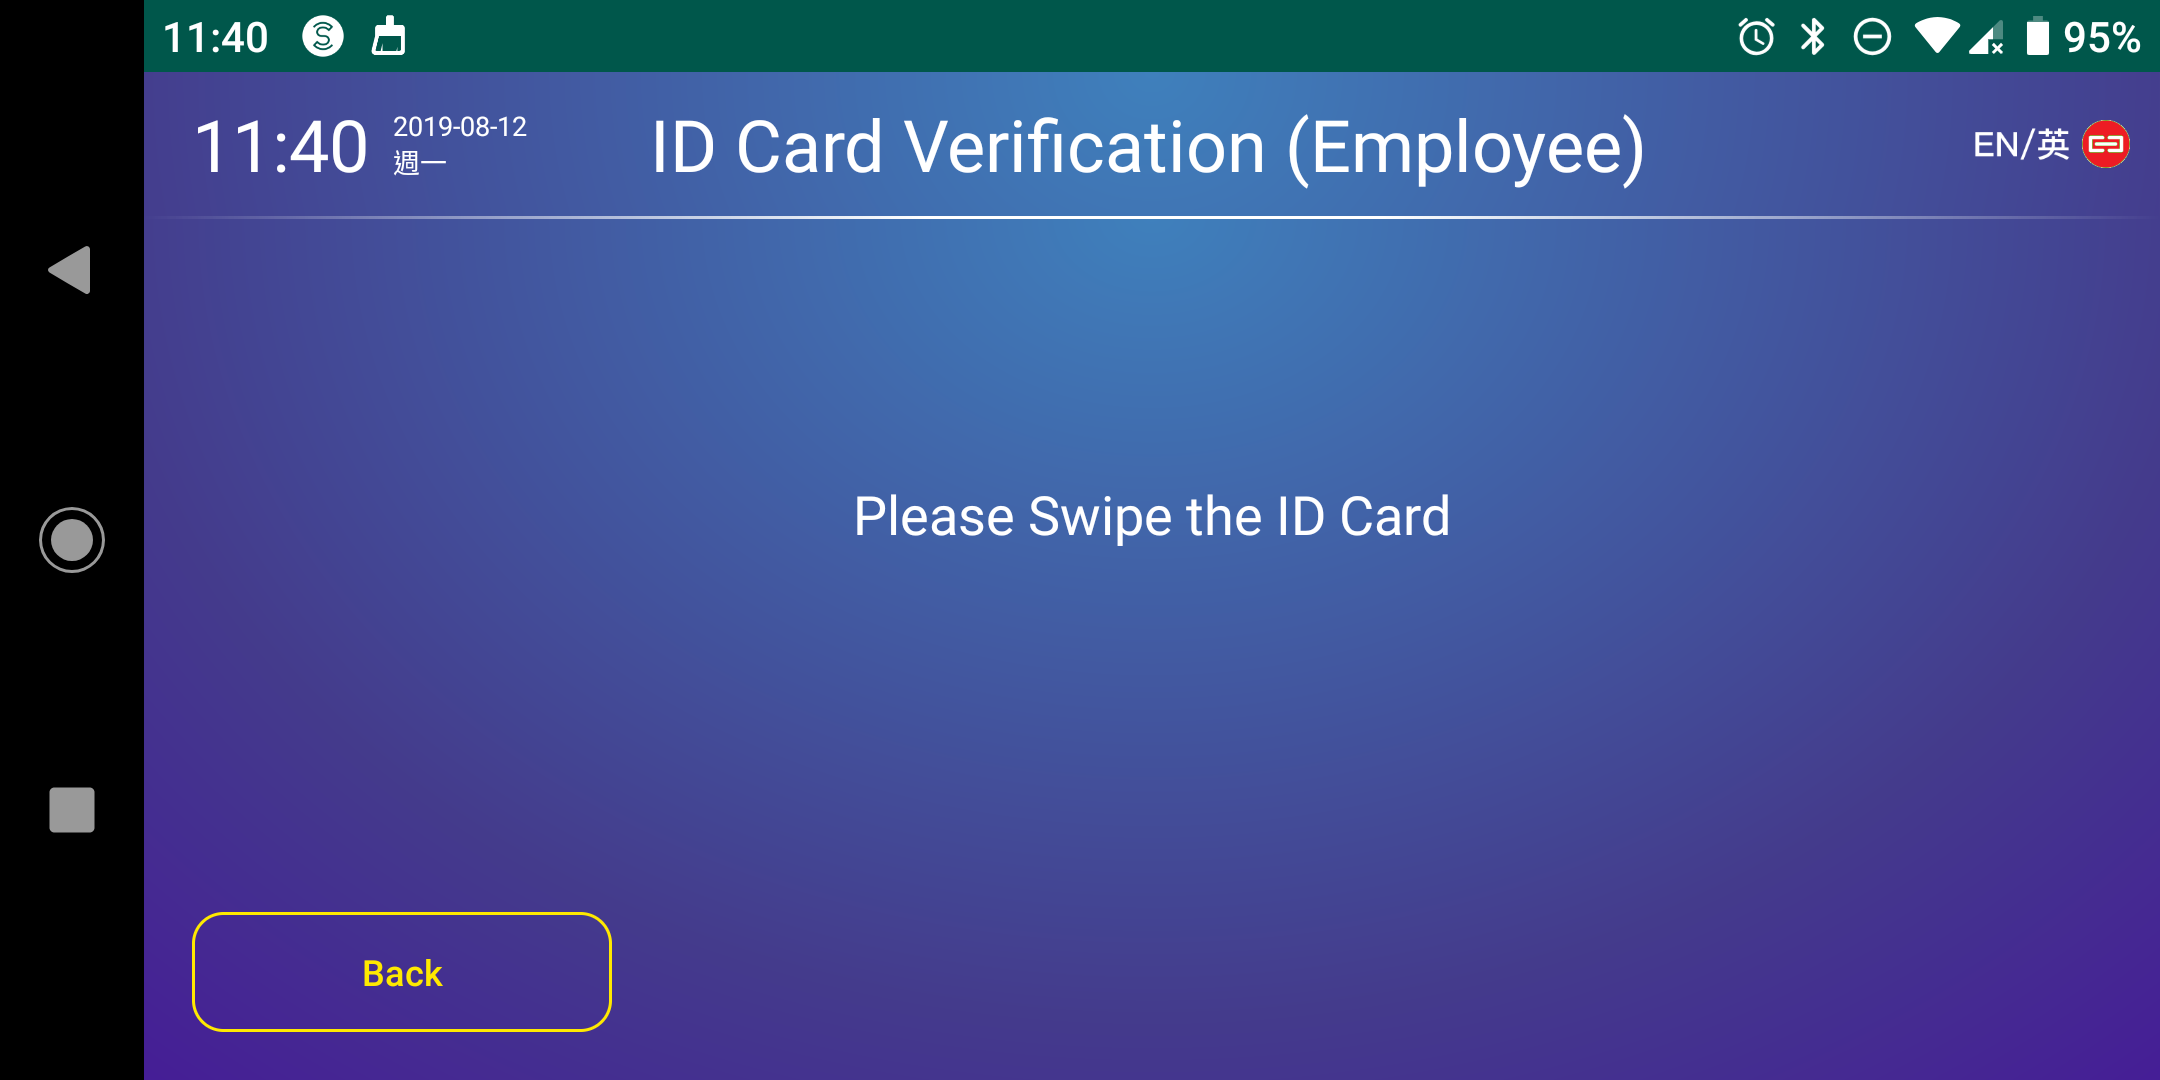 11:40
95%
11:40
2019-08-12
週一
ID Card Verification (Employee)
EN/英
Please Swipe the ID Card
Back